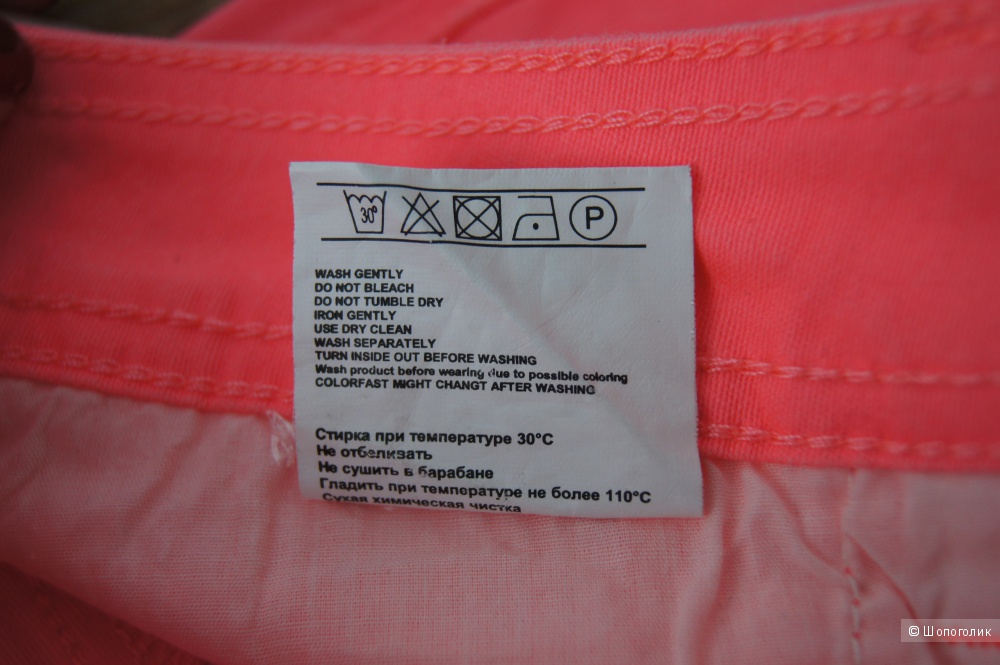 30°
P
WASH GENTLY
DO NOT BLEACH
DO NOT TUMBLE DRY
IRON GENTLY
USE DRY CLEAN
WASH SEPARATELY
TURN INSIDE OUT BEFORE WASHING
Wash product before wearing due to possible coloring
COLORFAST MIGHT CHANGT AFTER WASHING
Стирка при температуре 30°C
Не отбеливать
Не сушить в барабане
Гладить при температуре не более 110°C
Сухая химическая чистка
© Шопоголик